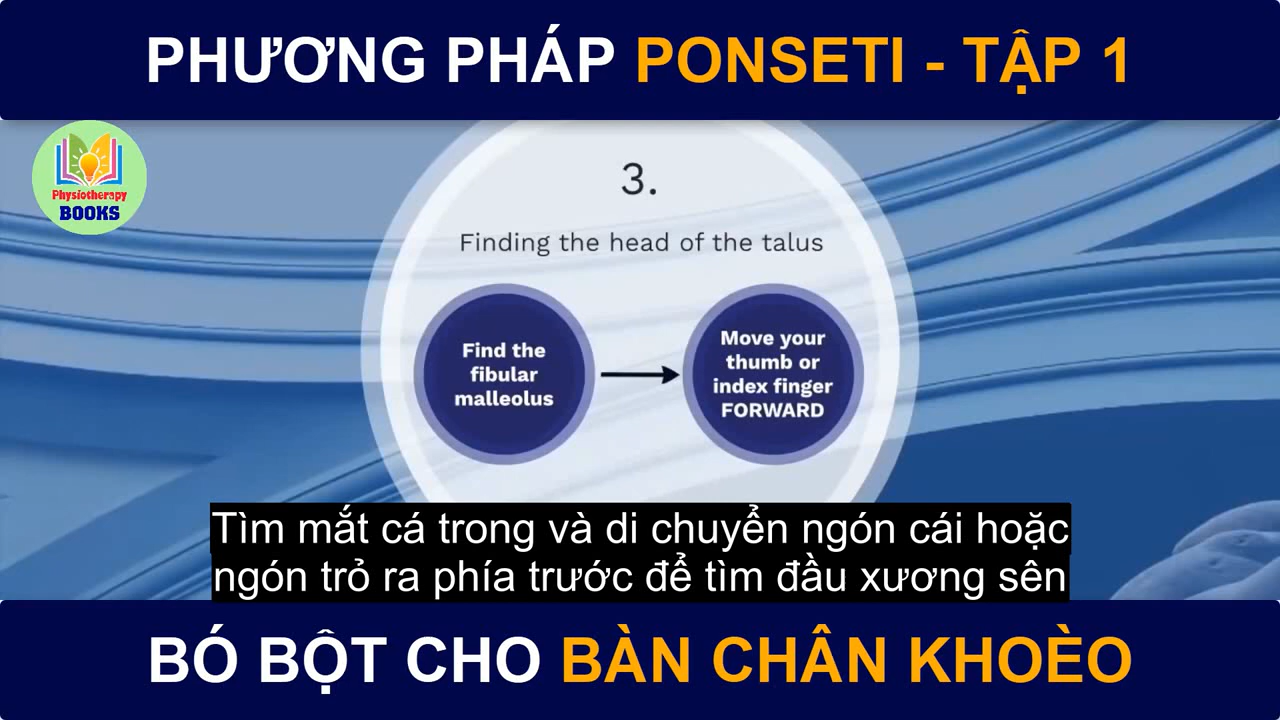 PHƯƠNG PHÁP PONSETI - TẬP 1
Physiotherapy
BOOKS
3.
Finding the head of the talus
Find the
fibular
malleolus
Move your
thumb or
index finger
FORWARD
Tìm mắt cá trong và di chuyển ngón cái hoặc
ngón trỏ ra phía trước để tìm đầu xương sên
BÓ BỘT CHO BÀN CHÂN KHOÈO